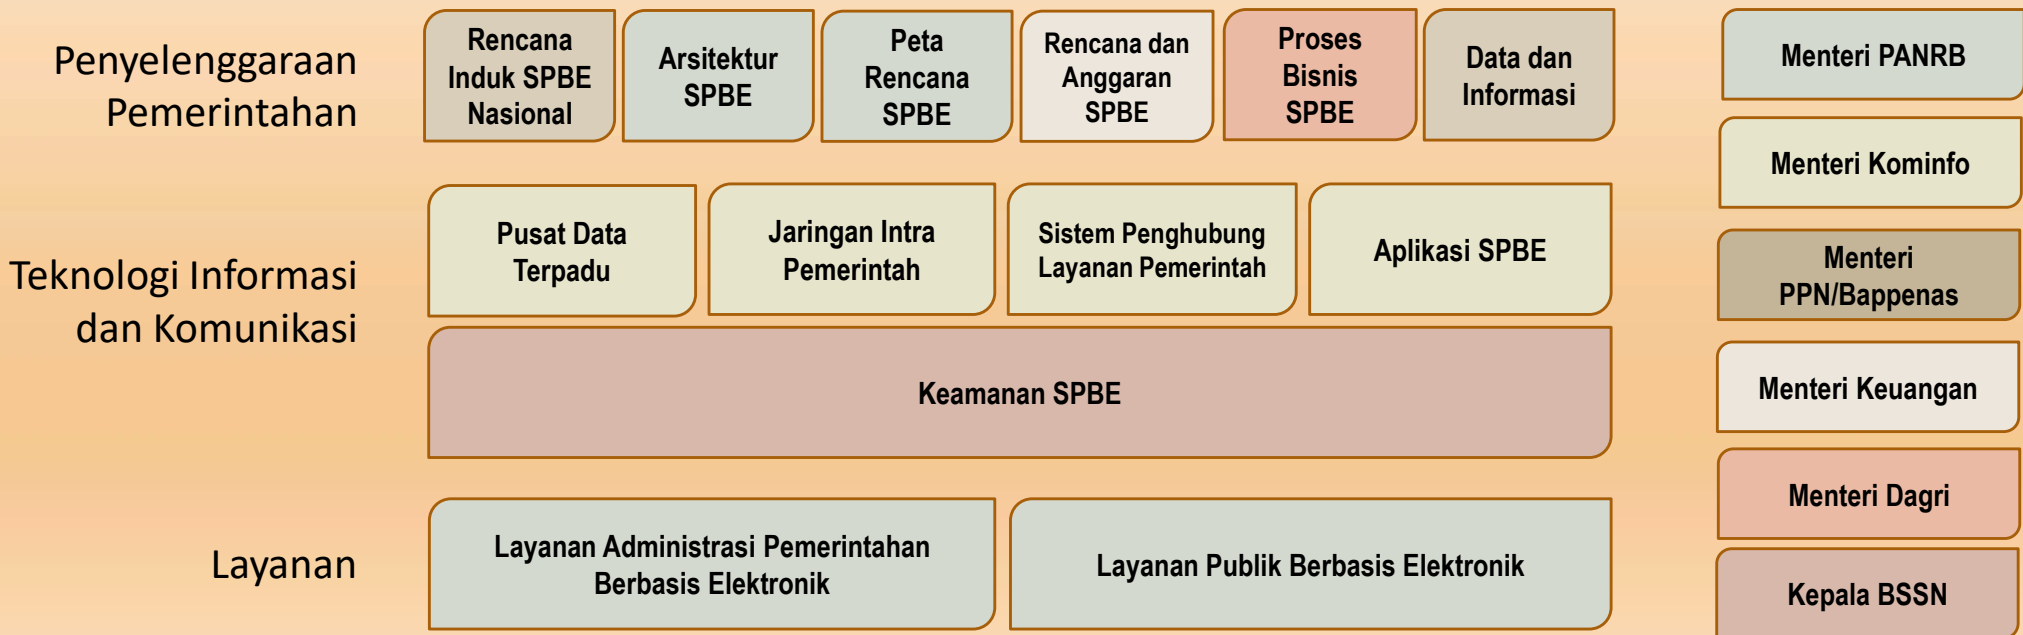 Penyelenggaraan
Pemerintahan
Rencana
Induk SPBE
Nasional
Arsitektur
SPBE
Peta
Rencana
SPBE
Rencana dan
Anggaran
SPBE
Proses
Bisnis
SPBE
Data dan
Informasi
Teknologi Informasi
dan Komunikasi
Pusat Data
Terpadu
Jaringan Intra
Pemerintah
Sistem Penghubung
Layanan Pemerintah
Aplikasi SPBE
Keamanan SPBE
Layanan
Layanan Administrasi Pemerintahan
Berbasis Elektronik
Layanan Publik Berbasis Elektronik
Menteri PANRB
Menteri Kominfo
Menteri
PPN/Bappenas
Menteri Keuangan
Menteri Dagri
Kepala BSSN